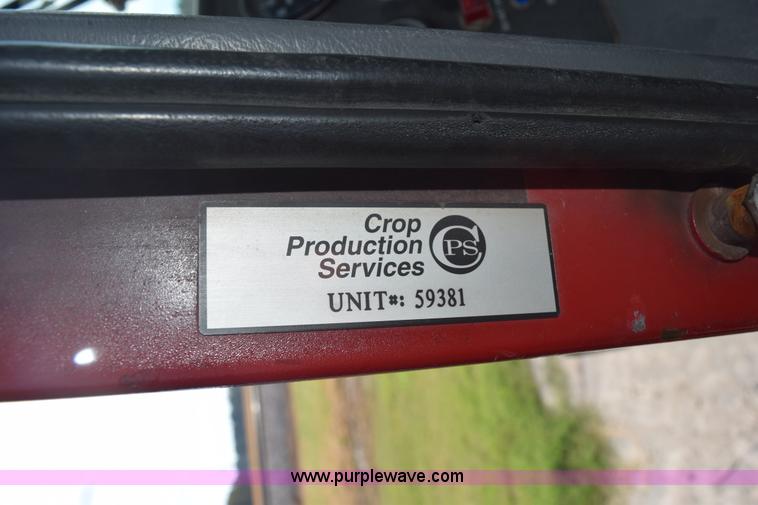 Crop
Production
Services
CPS
UNIT#: 59381
www.purplewave.com